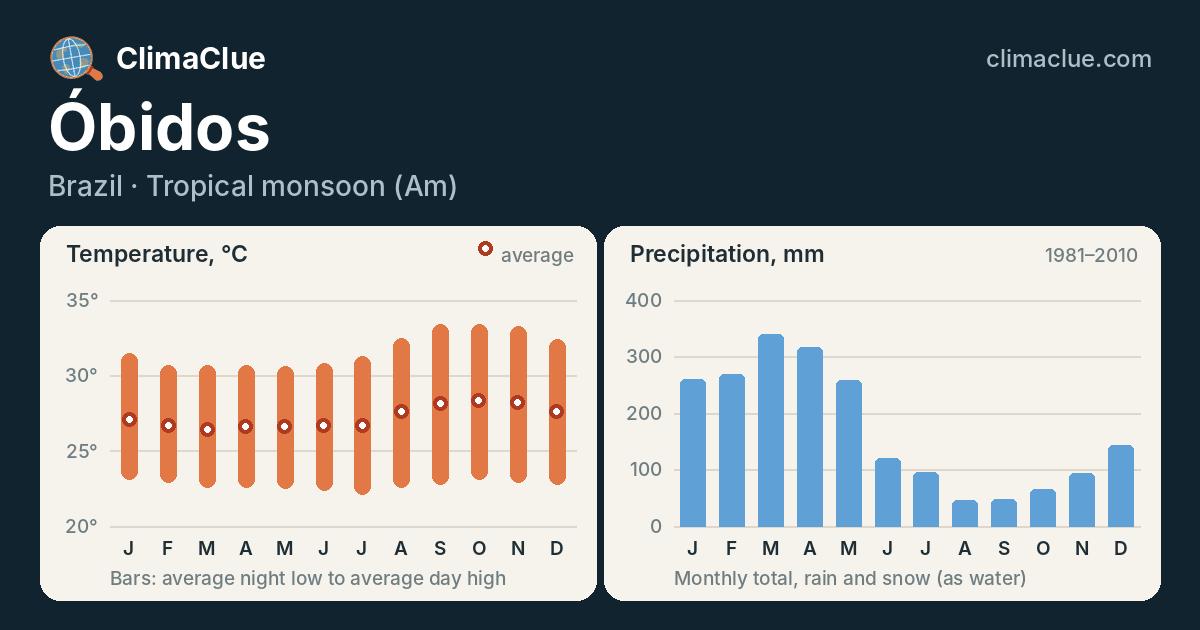 ClimaClue
climaclue.com
Óbidos
Brazil · Tropical monsoon (Am)
Temperature, °C
average
35°
30°
25°
20°
J F M A M J J A S O N D
Bars: average night low to average day high
Precipitation, mm
1981–2010
400
300
200
100
0
J F M A M J J A S O N D
Monthly total, rain and snow (as water)